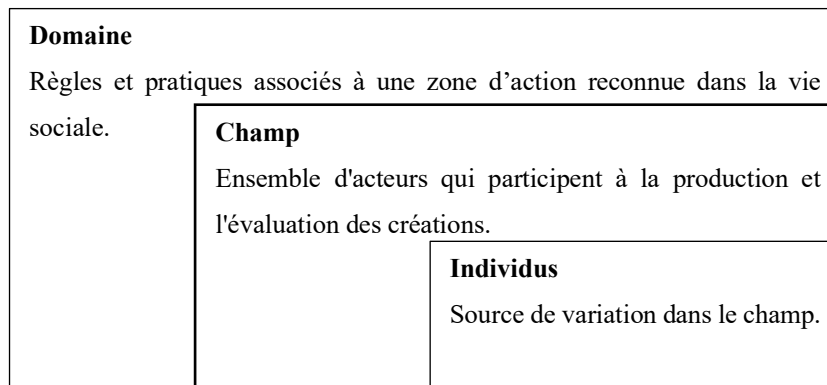 Domaine
Règles et pratiques associés à une zone d’action reconnue dans la vie
sociale.
Champ
Ensemble d'acteurs qui participent à la production et
l'évaluation des créations.
Individus
Source de variation dans le champ.